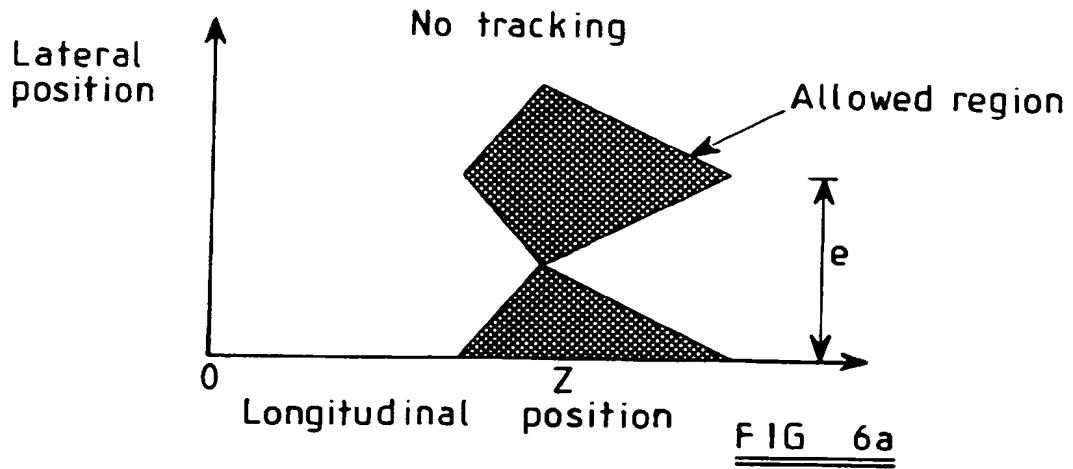 No tracking
Lateral
position
Allowed region
e
0
Z
Longitudinal position
FIG 6a